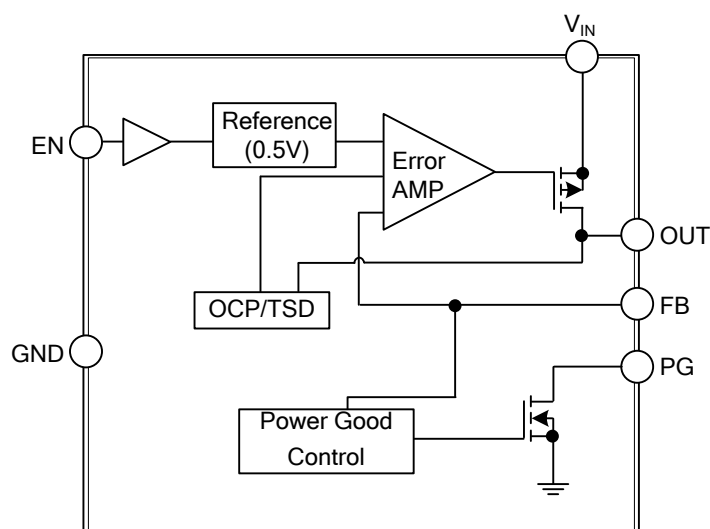 VIN
EN
Reference
(0.5V)
Error
AMP
OUT
OCP/TSD
FB
GND
PG
Power Good
Control